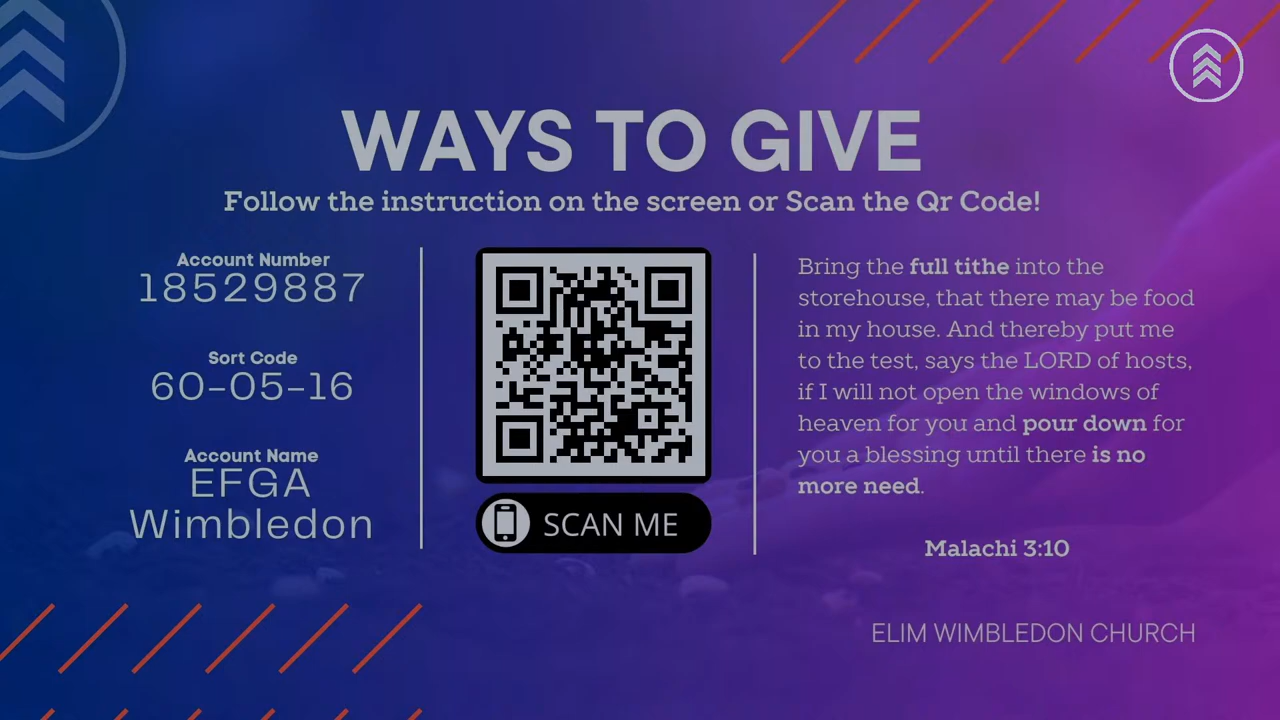 WAYS TO GIVE
Follow the instruction on the screen or Scan the Qr Code!
Account Number
18529887
Sort Code
60-05-16
Account Name
EFGA
Wimbledon
SCAN ME
Bring the full tithe into the
storehouse, that there may be food
in my house. And thereby put me
to the test, says the LORD of hosts,
if I will not open the windows of
heaven for you and pour down for
you a blessing until there is no
more need.
Malachi 3:10
ELIM WIMBLEDON CHURCH